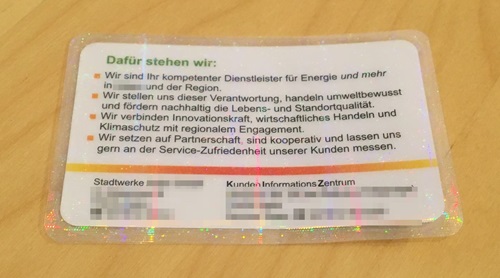 Dafür stehen wir:
Wir sind Ihr kompetenter Dienstleister für Energie und mehr
in und der Region.
Wir stellen uns dieser Verantwortung, handeln umweltbewusst
und fördern nachhaltig die Lebens- und Standortqualität.
Wir verbinden Innovationskraft, wirtschaftliches Handeln und
Klimaschutz mit regionalem Engagement.
Wir setzen auf Partnerschaft, sind kooperativ und lassen uns
gern an der Service-Zufriedenheit unserer Kunden messen.
Stadtwerke
KundenInformationsZentrum